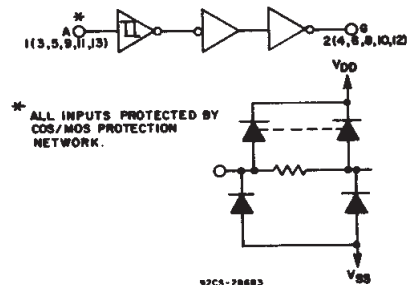 *
A
G
1(3,5,9,11,13)
2(4,6,8,10,12)
VDD
* ALL INPUTS PROTECTED BY
COS/MOS PROTECTION
NETWORK.
VSS
92CS-29683